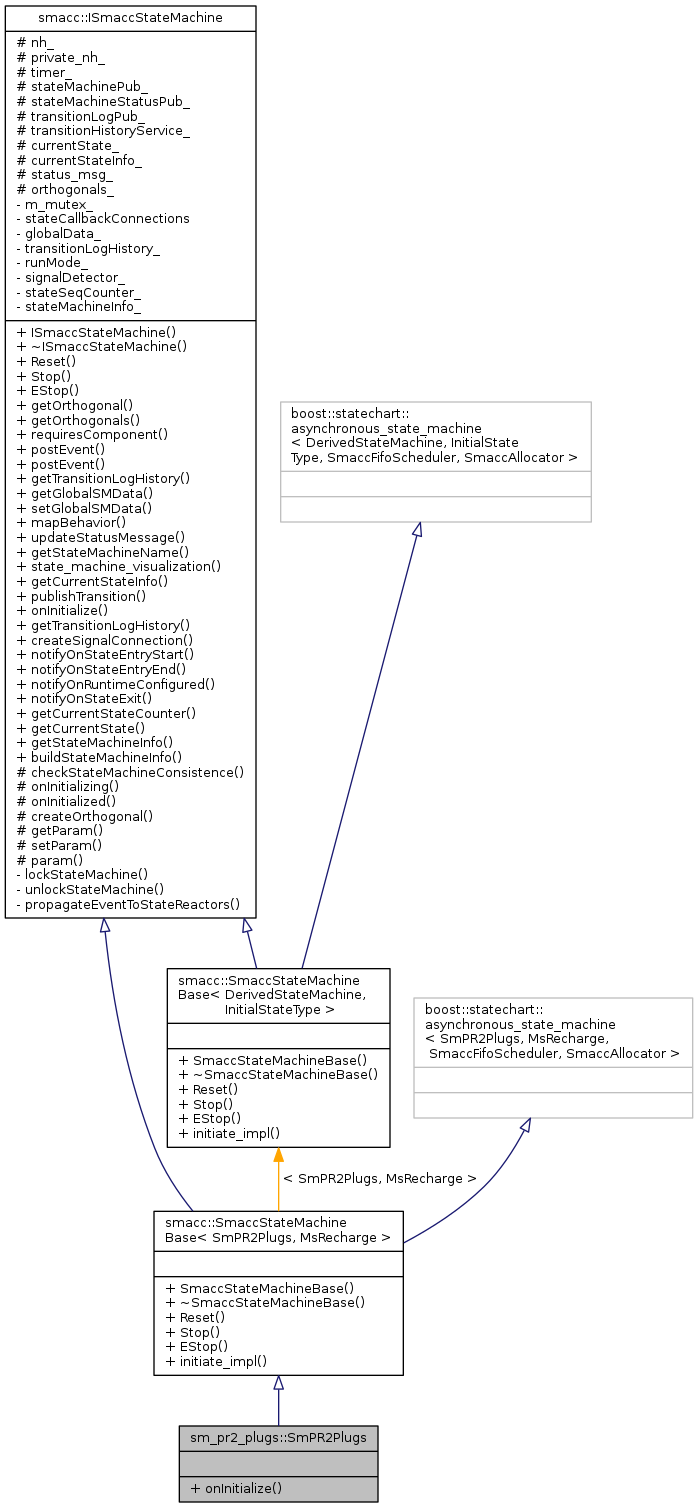 smacc::ISmaccStateMachine
# nh_
# private_nh_
# timer_
# stateMachinePub_
# stateMachineStatusPub_
# transitionLogPub_
# transitionHistoryService_
# currentState_
# currentStateInfo_
# status_msg_
# orthogonals_
- m_mutex_
- stateCallbackConnections
- globalData_
- transitionLogHistory_
- runMode_
- signalDetector_
- stateSeqCounter_
- stateMachineInfo_
+ ISmaccStateMachine()
+ ~ISmaccStateMachine()
+ Reset()
+ Stop()
+ EStop()
+ getOrthogonal()
+ getOrthogonals()
+ requiresComponent()
+ postEvent()
+ postEvent()
+ getTransitionLogHistory()
+ getGlobalSMData()
+ setGlobalSMData()
+ mapBehavior()
+ updateStatusMessage()
+ getStateMachineName()
+ state_machine_visualization()
+ getCurrentStateInfo()
+ publishTransition()
+ onInitialize()
+ getTransitionLogHistory()
+ createSignalConnection()
+ notifyOnStateEntryStart()
+ notifyOnStateEntryEnd()
+ notifyOnRuntimeConfigured()
+ notifyOnStateExit()
+ getCurrentStateCounter()
+ getCurrentState()
+ getStateMachineInfo()
+ buildStateMachineInfo()
# checkStateMachineConsistence()
# onInitializing()
# onInitialized()
# createOrthogonal()
# getParam()
# setParam()
# param()
- lockStateMachine()
- unlockStateMachine()
- propagateEventToStateReactors()
boost::statechart::
asynchronous_state_machine
< DerivedStateMachine, InitialState
Type, SmaccFifoScheduler, SmaccAllocator >
smacc::SmaccStateMachine
Base< DerivedStateMachine,
InitialStateType >
+ SmaccStateMachineBase()
+ ~SmaccStateMachineBase()
+ Reset()
+ Stop()
+ EStop()
+ initiate_impl()
boost::statechart::
asynchronous_state_machine
< SmPR2Plugs, MsRecharge,
SmaccFifoScheduler, SmaccAllocator >
< SmPR2Plugs, MsRecharge >
smacc::SmaccStateMachine
Base< SmPR2Plugs, MsRecharge >
+ SmaccStateMachineBase()
+ ~SmaccStateMachineBase()
+ Reset()
+ Stop()
+ EStop()
+ initiate_impl()
sm_pr2_plugs::SmPR2Plugs
+ onInitialize()